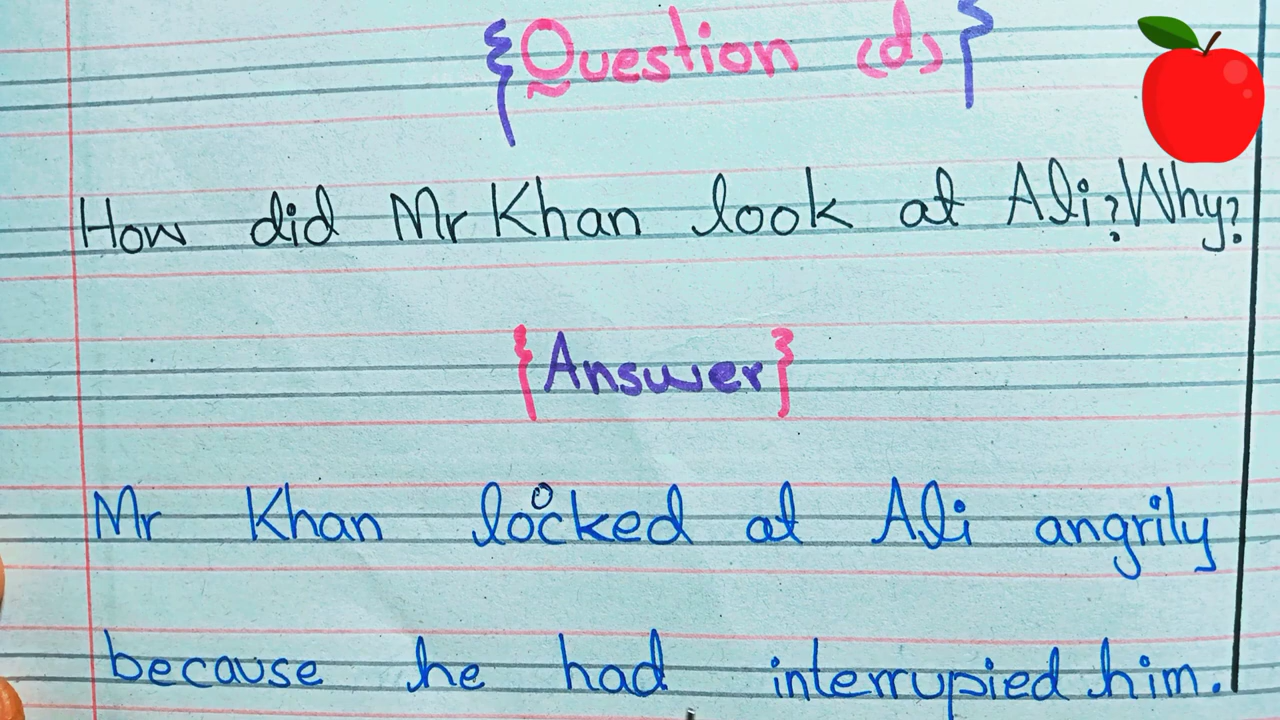 {Question (d)}
How did Mr Khan look at Ali? Why?
{Answer}
Mr Khan locked at Ali angrily
because he had interrupied him.